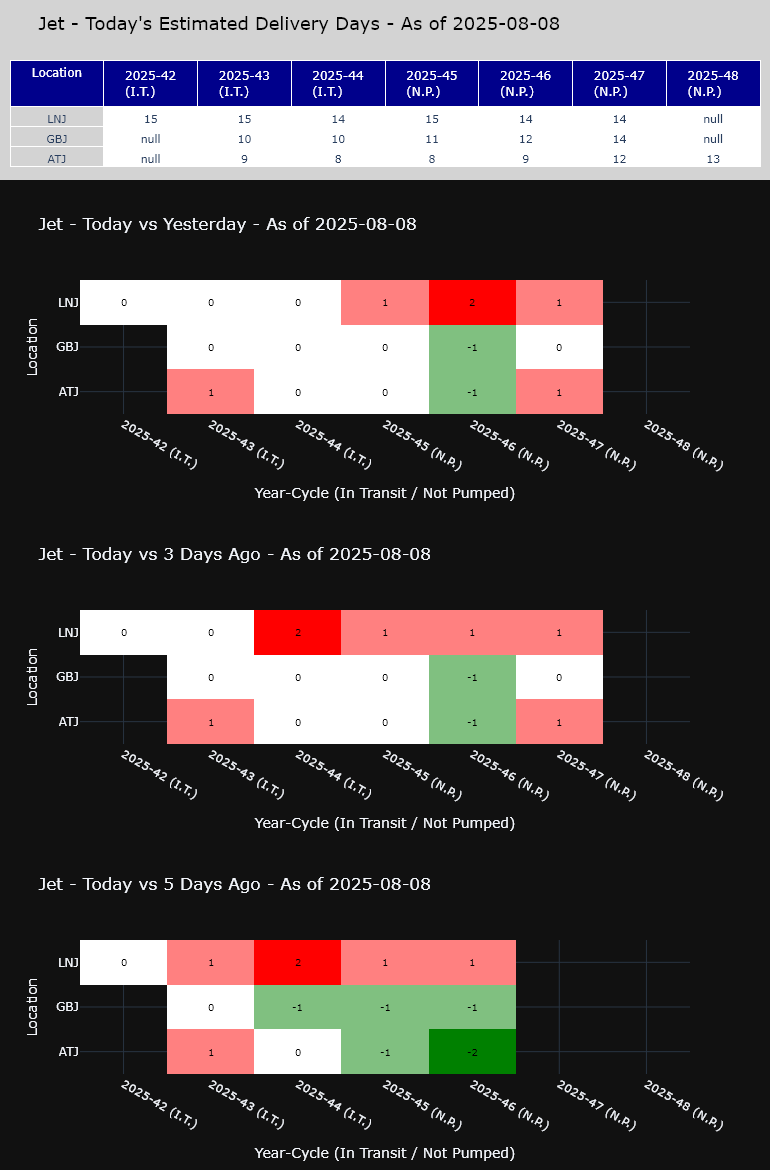 Jet - Today's Estimated Delivery Days - As of 2025-08-08
Location 2025-42 (I.T.) 2025-43 (I.T.) 2025-44 (I.T.) 2025-45 (N.P.) 2025-46 (N.P.) 2025-47 (N.P.) 2025-48 (N.P.)
LNJ 15 15 14 15 14 14 null
GBJ null 10 10 11 12 14 null
ATJ null 9 8 8 9 12 13
Jet - Today vs Yesterday - As of 2025-08-08
Location
LNJ 0 0 0 1 2 1
GBJ 0 0 0 -1 0
ATJ 1 0 0 -1 1
2025-42 (I.T.) 2025-43 (I.T.) 2025-44 (I.T.) 2025-45 (N.P.) 2025-46 (N.P.) 2025-47 (N.P.) 2025-48 (N.P.)
Year-Cycle (In Transit / Not Pumped)
Jet - Today vs 3 Days Ago - As of 2025-08-08
Location
LNJ 0 0 2 1 1 1
GBJ 0 0 0 -1 0
ATJ 1 0 0 -1 1
2025-42 (I.T.) 2025-43 (I.T.) 2025-44 (I.T.) 2025-45 (N.P.) 2025-46 (N.P.) 2025-47 (N.P.) 2025-48 (N.P.)
Year-Cycle (In Transit / Not Pumped)
Jet - Today vs 5 Days Ago - As of 2025-08-08
Location
LNJ 0 1 2 1 1
GBJ 0 -1 -1 -1
ATJ 1 0 -1 -2
2025-42 (I.T.) 2025-43 (I.T.) 2025-44 (I.T.) 2025-45 (N.P.) 2025-46 (N.P.) 2025-47 (N.P.) 2025-48 (N.P.)
Year-Cycle (In Transit / Not Pumped)